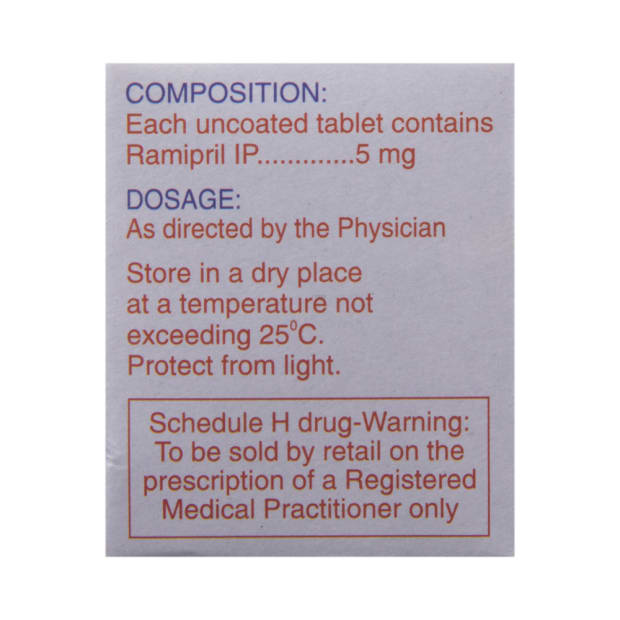 COMPOSITION:
Each uncoated tablet contains
Ramipril IP.............5 mg
DOSAGE:
As directed by the Physician
Store in a dry place
at a temperature not
exceeding 25⁰C.
Protect from light.
Schedule H drug-Warning:
To be sold by retail on the
prescription of a Registered
Medical Practitioner only